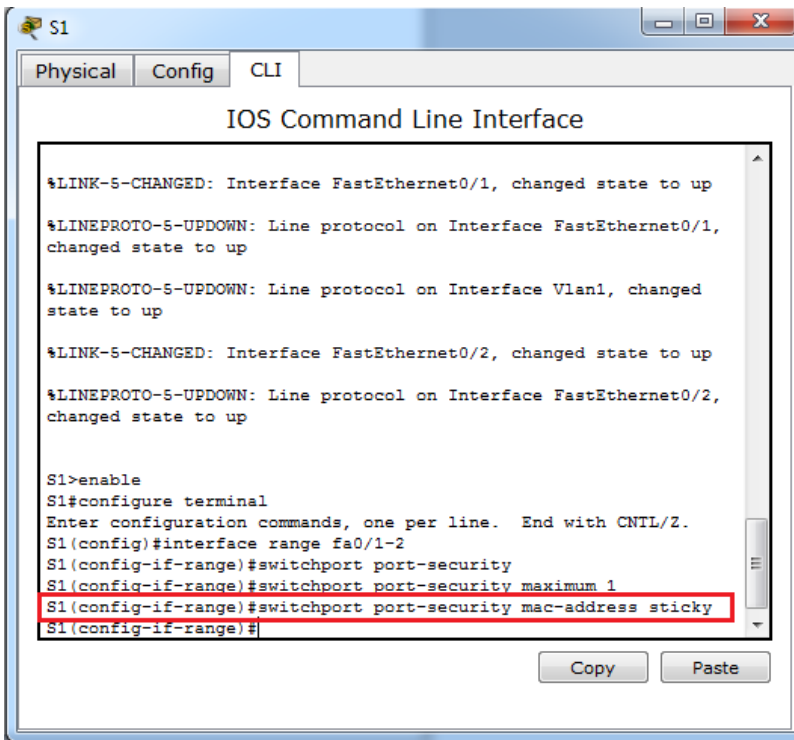 S1
Physical Config CLI
IOS Command Line Interface
%LINK-5-CHANGED: Interface FastEthernet0/1, changed state to up
%LINEPROTO-5-UPDOWN: Line protocol on Interface FastEthernet0/1,
changed state to up
%LINEPROTO-5-UPDOWN: Line protocol on Interface Vlan1, changed
state to up
%LINK-5-CHANGED: Interface FastEthernet0/2, changed state to up
%LINEPROTO-5-UPDOWN: Line protocol on Interface FastEthernet0/2,
changed state to up
S1>enable
S1#configure terminal
Enter configuration commands, one per line.  End with CNTL/Z.
S1(config)#interface range fa0/1-2
S1(config-if-range)#switchport port-security
S1(config-if-range)#switchport port-security maximum 1
S1(config-if-range)#switchport port-security mac-address sticky
S1(config-if-range)#
Copy Paste